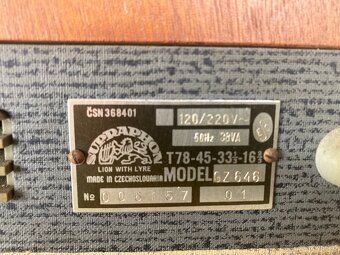 ČSN 368401
120/220V~
50Hz 38VA
SUPRAPHON
LION WITH LYRE
T78-45-33⅓-16⅔
MADE IN CZECHOSLOVAKIA
MODEL GZ 646
№ 01